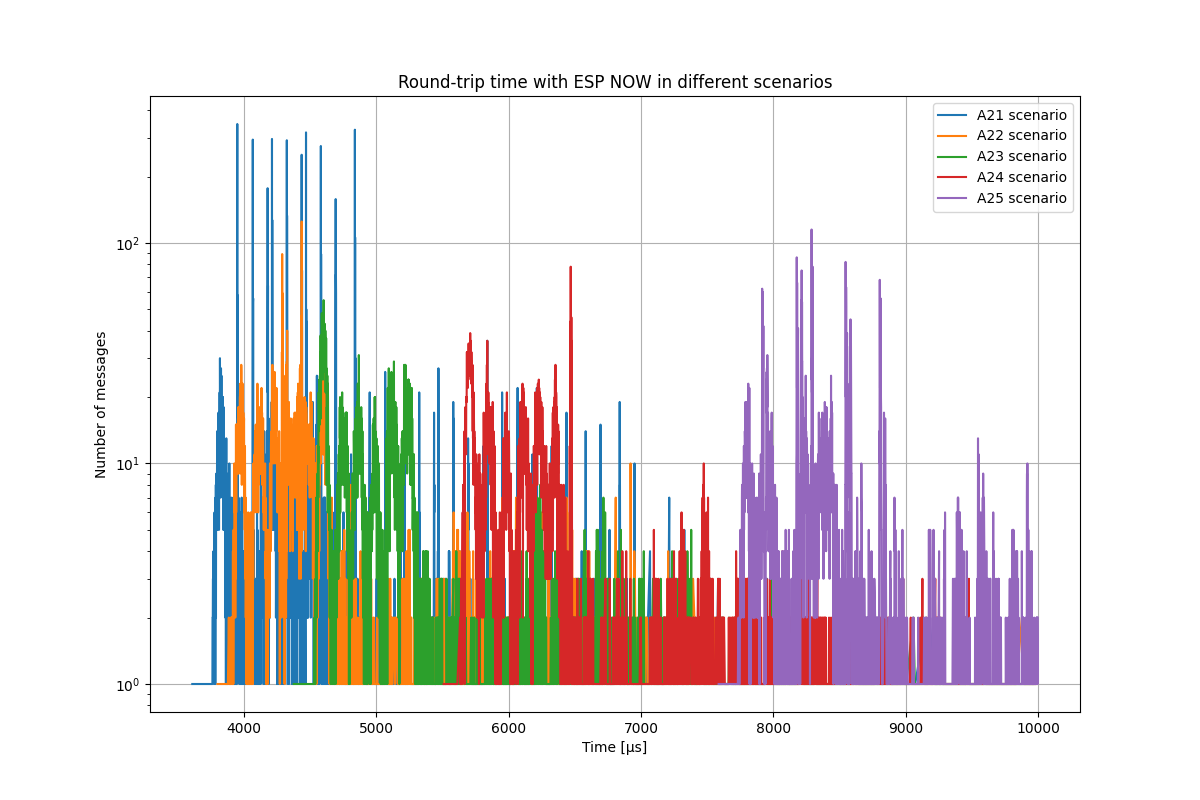 Round-trip time with ESP NOW in different scenarios
A21 scenario
A22 scenario
A23 scenario
A24 scenario
A25 scenario
Number of messages
10²
10¹
10⁰
4000 5000 6000 7000 8000 9000 10000
Time [µs]